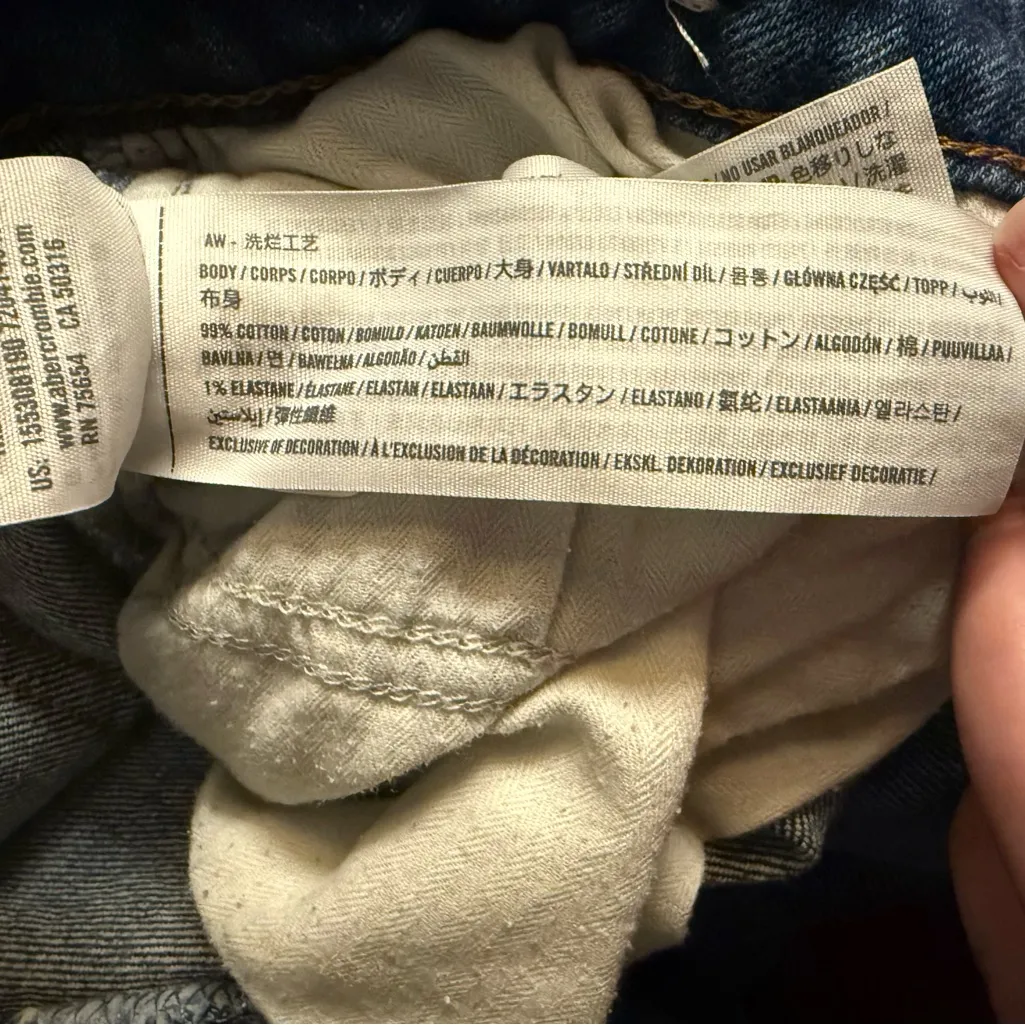 AW - 洗烂工艺
BODY / CORPS / CORPO / ボディ / CUERPO / 大身 / VARTALO / STŘEDNÍ DÍL / 몸통 / GŁÓWNA CZĘŚĆ / TOPP /
布身
99% COTTON / COTON / BOMULD / KATOEN / BAUMWOLLE / BOMULL / COTONE / コットン / ALGODÓN / 棉 / PUUVILLAA /
BAVLNA / 면 / BAWEŁNA / ALGODÃO / القطن
1% ELASTANE / ÉLASTANE / ELASTAN / ELASTAAN / エラスタン / ELASTANO / 氨纶 / ELASTAANIA / 엘라스탄 /
إيلاستين / 彈性纖維
EXCLUSIVE OF DECORATION / À L'EXCLUSION DE LA DÉCORATION / EKSKL. DEKORATION / EXCLUSIEF DECORATIE /
/ NO USAR BLANQUEADOR /
色移りしな
/ 洗濯
US: 155308190
www.abercrombie.com
RN 75654 CA 50316